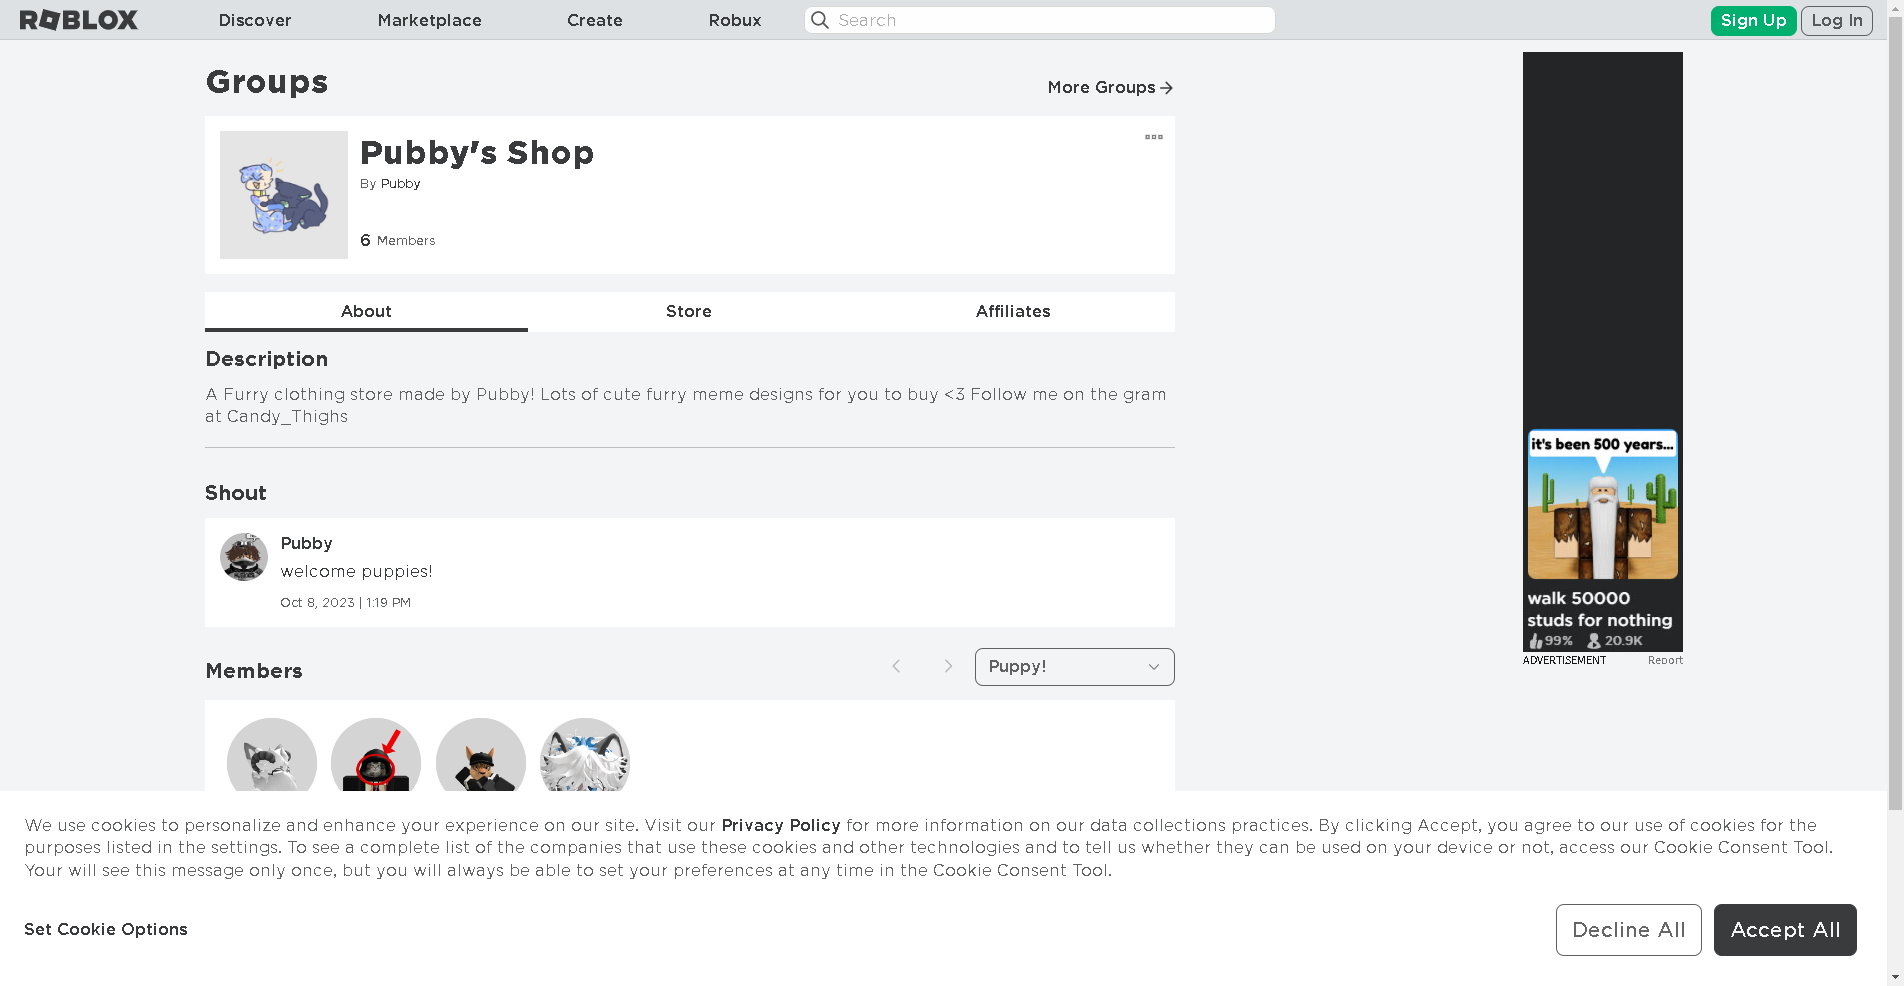 ROBLOX
Discover
Marketplace
Create
Robux
Search
Sign Up
Log In
Groups
More Groups
Pubby's Shop
By Pubby
6 Members
About
Store
Affiliates
Description
A Furry clothing store made by Pubby! Lots of cute furry meme designs for you to buy <3 Follow me on the gram
at Candy_Thighs
Shout
Pubby
welcome puppies!
Oct 8, 2023 | 1:19 PM
Members
Puppy!
it's been 500 years...
walk 50000
studs for nothing
99% 20.9K
ADVERTISEMENT
Report
We use cookies to personalize and enhance your experience on our site. Visit our Privacy Policy for more information on our data collections practices. By clicking Accept, you agree to our use of cookies for the
purposes listed in the settings. To see a complete list of the companies that use these cookies and other technologies and to tell us whether they can be used on your device or not, access our Cookie Consent Tool.
Your will see this message only once, but you will always be able to set your preferences at any time in the Cookie Consent Tool.
Set Cookie Options
Decline All
Accept All